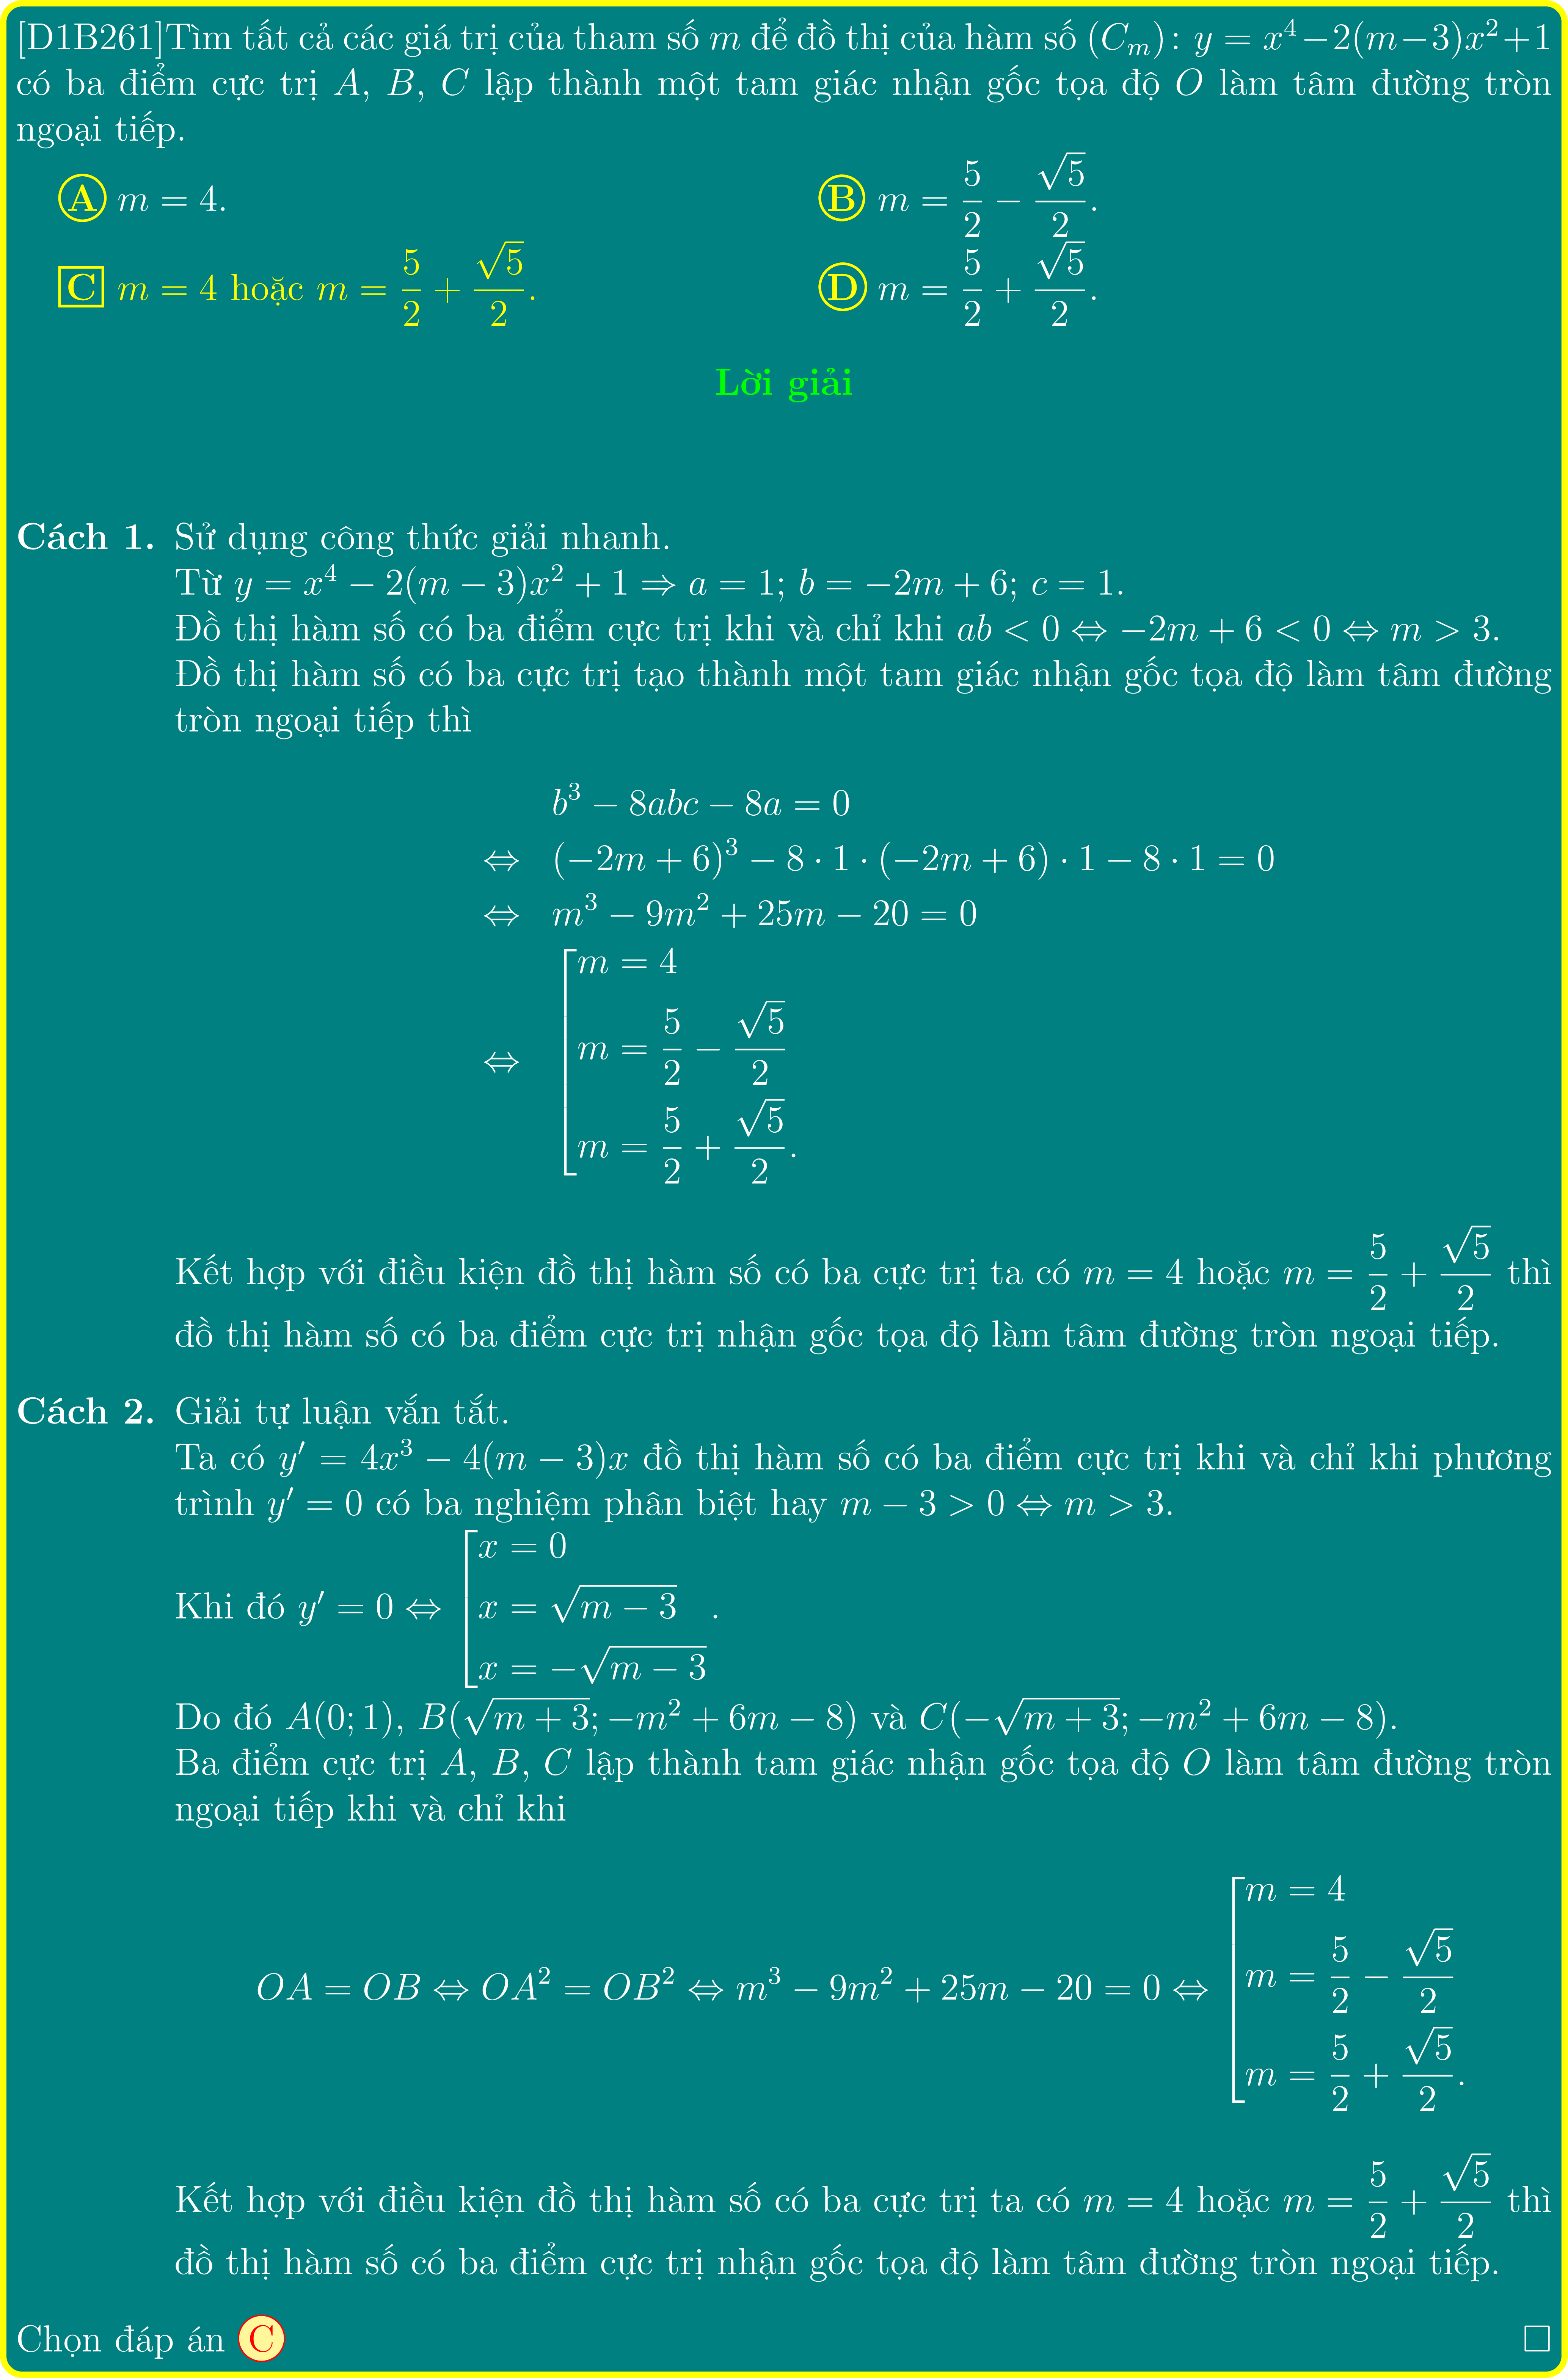 [D1B261]Tìm tất cả các giá trị của tham số $m$ để đồ thị của hàm số $(C_m)\colon y = x^4 - 2(m-3)x^2 + 1$
có ba điểm cực trị $A$, $B$, $C$ lập thành một tam giác nhận gốc tọa độ $O$ làm tâm đường tròn
ngoại tiếp.
A $m = 4$. B $m = \dfrac{5}{2} - \dfrac{\sqrt{5}}{2}$.
C $m = 4$ hoặc $m = \dfrac{5}{2} + \dfrac{\sqrt{5}}{2}$. D $m = \dfrac{5}{2} + \dfrac{\sqrt{5}}{2}$.
Lời giải
Cách 1. Sử dụng công thức giải nhanh.
Từ $y = x^4 - 2(m-3)x^2 + 1 \Rightarrow a = 1; b = -2m + 6; c = 1$.
Đồ thị hàm số có ba điểm cực trị khi và chỉ khi $ab < 0 \Leftrightarrow -2m + 6 < 0 \Leftrightarrow m > 3$.
Đồ thị hàm số có ba cực trị tạo thành một tam giác nhận gốc tọa độ làm tâm đường
tròn ngoại tiếp thì
$b^3 - 8abc - 8a = 0$
$\Leftrightarrow (-2m + 6)^3 - 8 \cdot 1 \cdot (-2m + 6) \cdot 1 - 8 \cdot 1 = 0$
$\Leftrightarrow m^3 - 9m^2 + 25m - 20 = 0$
$\Leftrightarrow \left[\begin{array}{l} m = 4 \\ m = \dfrac{5}{2} - \dfrac{\sqrt{5}}{2} \\ m = \dfrac{5}{2} + \dfrac{\sqrt{5}}{2}. \end{array}\right.$
Kết hợp với điều kiện đồ thị hàm số có ba cực trị ta có $m = 4$ hoặc $m = \dfrac{5}{2} + \dfrac{\sqrt{5}}{2}$ thì
đồ thị hàm số có ba điểm cực trị nhận gốc tọa độ làm tâm đường tròn ngoại tiếp.
Cách 2. Giải tự luận vắn tắt.
Ta có $y' = 4x^3 - 4(m-3)x$ đồ thị hàm số có ba điểm cực trị khi và chỉ khi phương
trình $y' = 0$ có ba nghiệm phân biệt hay $m - 3 > 0 \Leftrightarrow m > 3$.
Khi đó $y' = 0 \Leftrightarrow \left[\begin{array}{l} x = 0 \\ x = \sqrt{m-3} \\ x = -\sqrt{m-3} \end{array}\right.$.
Do đó $A(0; 1)$, $B(\sqrt{m+3}; -m^2 + 6m - 8)$ và $C(-\sqrt{m+3}; -m^2 + 6m - 8)$.
Ba điểm cực trị $A$, $B$, $C$ lập thành tam giác nhận gốc tọa độ $O$ làm tâm đường tròn
ngoại tiếp khi và chỉ khi
$OA = OB \Leftrightarrow OA^2 = OB^2 \Leftrightarrow m^3 - 9m^2 + 25m - 20 = 0 \Leftrightarrow \left[\begin{array}{l} m = 4 \\ m = \dfrac{5}{2} - \dfrac{\sqrt{5}}{2} \\ m = \dfrac{5}{2} + \dfrac{\sqrt{5}}{2}. \end{array}\right.$
Kết hợp với điều kiện đồ thị hàm số có ba cực trị ta có $m = 4$ hoặc $m = \dfrac{5}{2} + \dfrac{\sqrt{5}}{2}$ thì
đồ thị hàm số có ba điểm cực trị nhận gốc tọa độ làm tâm đường tròn ngoại tiếp.
Chọn đáp án C □